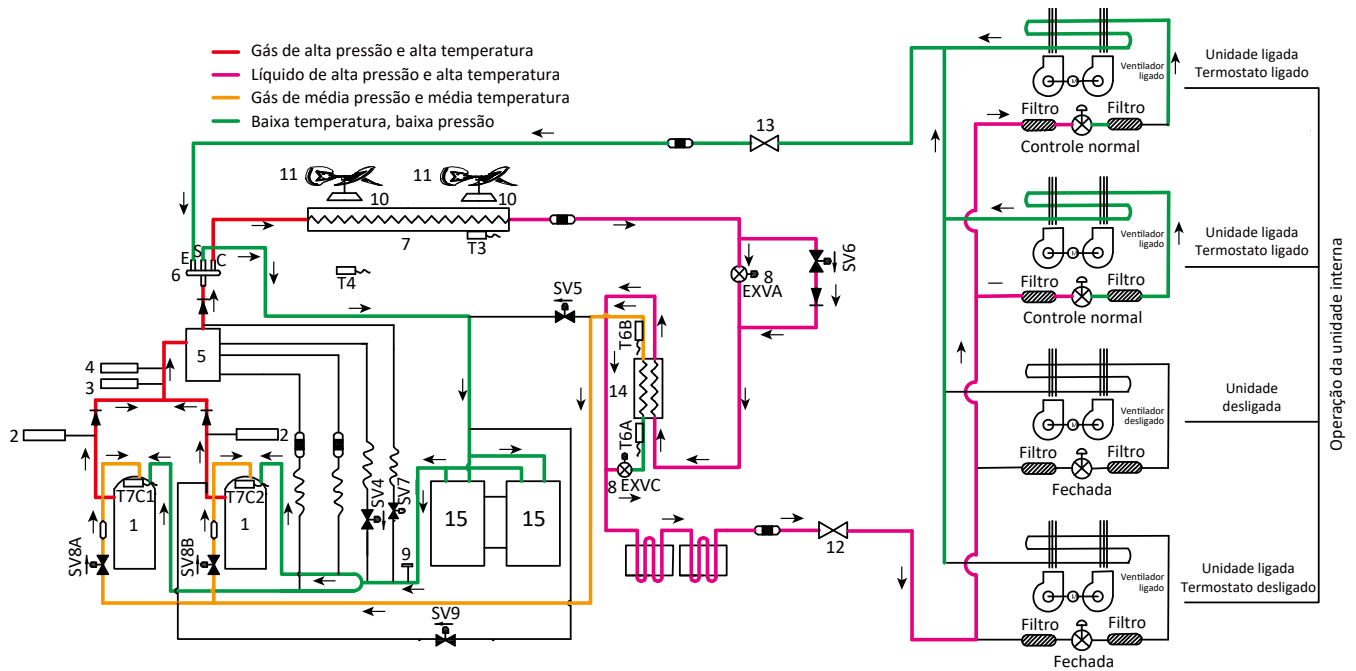 Gás de alta pressão e alta temperatura
Líquido de alta pressão e alta temperatura
Gás de média pressão e média temperatura
Baixa temperatura, baixa pressão
13
11
11
10
10
7
T3
T4
E
S
C
6
5
4
3
2
2
T7C1
T7C2
1
1
SV8A
SV8B
SV4
SV7
9
15
15
SV9
SV5
T6B
14
T6A
8
EXVC
8
EXVA
SV6
12
M
Ventilador
ligado
Filtro
Filtro
Controle normal
Unidade ligada
Termostato ligado
M
Ventilador
ligado
Filtro
Filtro
Controle normal
Unidade ligada
Termostato ligado
M
Ventilador
desligado
Filtro
Filtro
Fechada
Unidade
desligada
M
Ventilador
ligado
Filtro
Filtro
Fechada
Unidade ligada
Termostato desligado
Operação da unidade interna